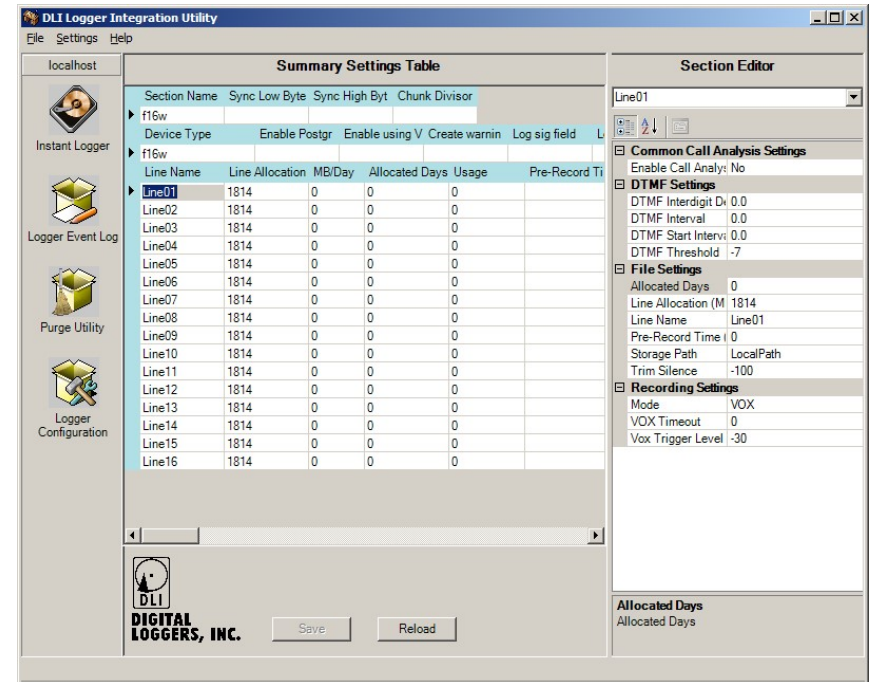 DLI Logger Integration Utility
File Settings Help
localhost
Instant Logger
Logger Event Log
Purge Utility
Logger
Configuration
Summary Settings Table
Section Name Sync Low Byte Sync High Byt Chunk Divisor
f16w
Device Type Enable Postgr Enable using V Create warnin Log sig field L
f16w
Line Name Line Allocation MB/Day Allocated Days Usage Pre-Record Ti
Line01 1814 0 0 0
Line02 1814 0 0 0
Line03 1814 0 0 0
Line04 1814 0 0 0
Line05 1814 0 0 0
Line06 1814 0 0 0
Line07 1814 0 0 0
Line08 1814 0 0 0
Line09 1814 0 0 0
Line10 1814 0 0 0
Line11 1814 0 0 0
Line12 1814 0 0 0
Line13 1814 0 0 0
Line14 1814 0 0 0
Line15 1814 0 0 0
Line16 1814 0 0 0
DLI
DIGITAL
LOGGERS, INC.
Save Reload
Section Editor
Line01
Common Call Analysis Settings
Enable Call Analys No
DTMF Settings
DTMF Interdigit De 0.0
DTMF Interval 0.0
DTMF Start Interva 0.0
DTMF Threshold -7
File Settings
Allocated Days 0
Line Allocation (M 1814
Line Name Line01
Pre-Record Time ( 0
Storage Path LocalPath
Trim Silence -100
Recording Settings
Mode VOX
VOX Timeout 0
Vox Trigger Level -30
Allocated Days
Allocated Days